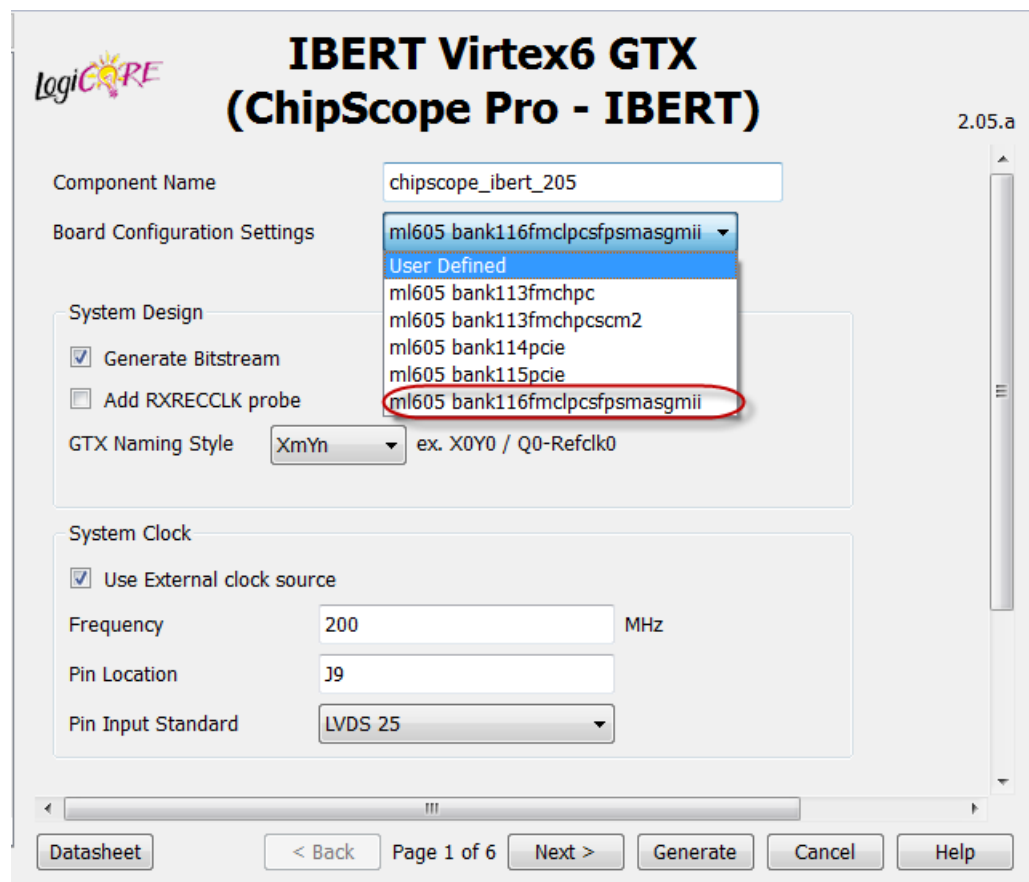 LogiCORE
IBERT Virtex6 GTX
(ChipScope Pro - IBERT)
2.05.a
Component Name
chipscope_ibert_205
Board Configuration Settings
ml605 bank116fmclpcsfpsmasgmii
User Defined
ml605 bank113fmchpc
ml605 bank113fmchpcscm2
ml605 bank114pcie
ml605 bank115pcie
ml605 bank116fmclpcsfpsmasgmii
System Design
Generate Bitstream
Add RXRECCLK probe
GTX Naming Style XmYn ex. X0Y0 / Q0-Refclk0
System Clock
Use External clock source
Frequency 200 MHz
Pin Location J9
Pin Input Standard LVDS 25
Datasheet < Back Page 1 of 6 Next > Generate Cancel Help